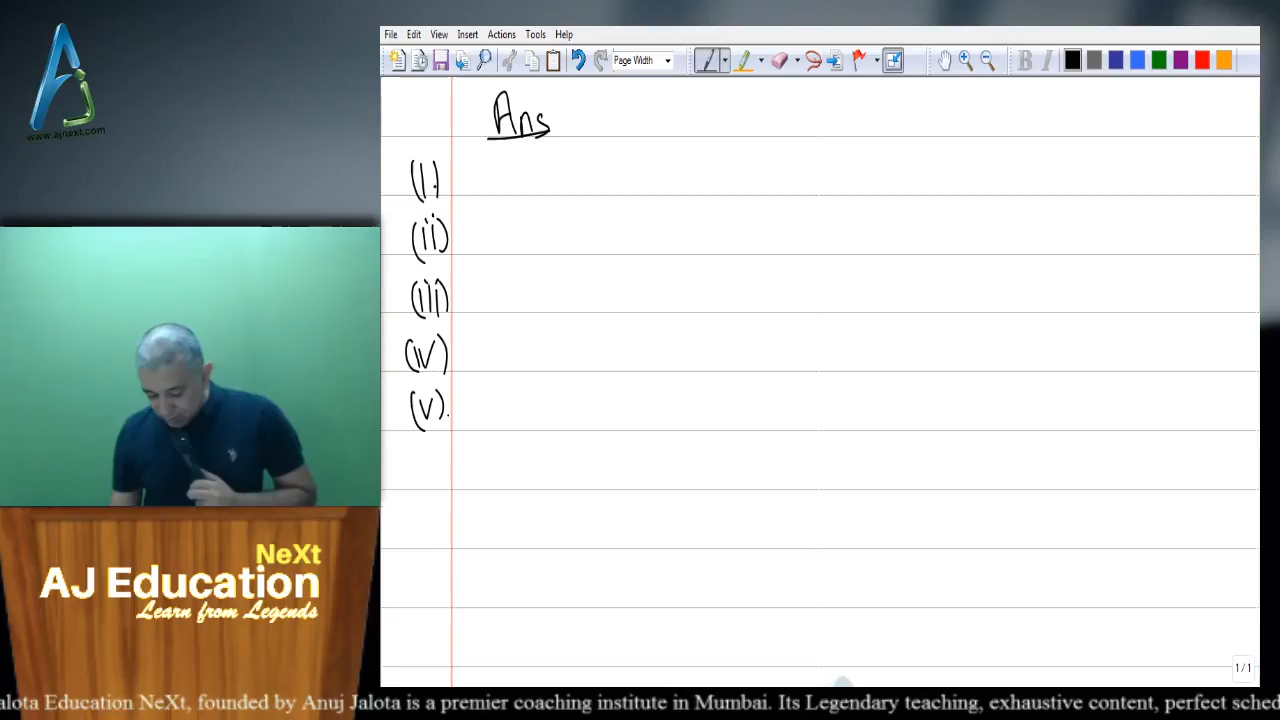 www.ajnext.com
File Edit View Insert Actions Tools Help
Page Width
B I
Ans
(i)
(ii)
(iii)
(iv)
(v).
NeXt
AJ Education
Learn from Legends
1/1
alota Education NeXt, founded by Anuj Jalota is a premier coaching institute in Mumbai. Its Legendary teaching, exhaustive content, perfect sched